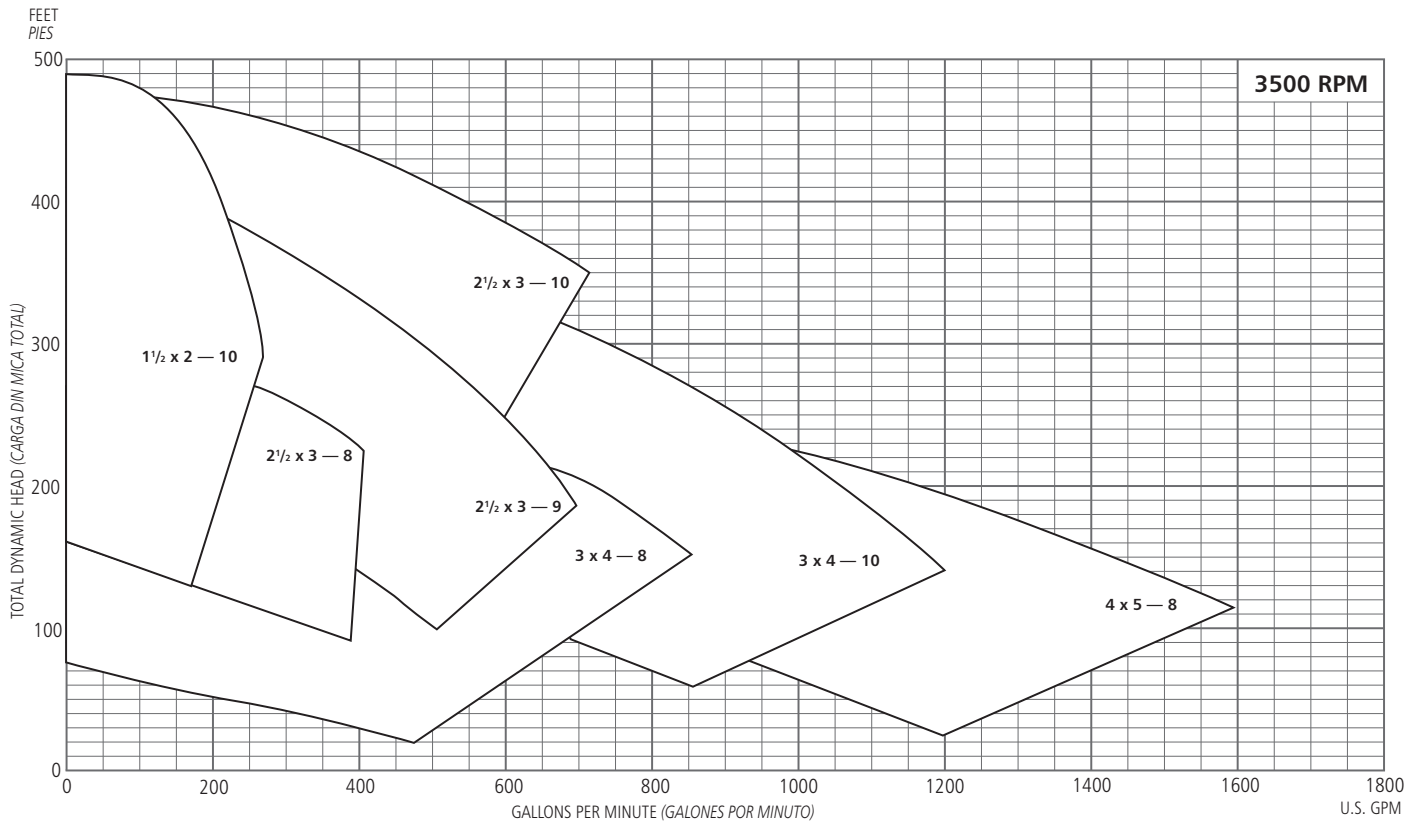 FEET
PIES
3500 RPM
500
400
300
200
100
0
TOTAL DYNAMIC HEAD (CARGA DIN MICA TOTAL)
2¹/₂ x 3 — 10
1¹/₂ x 2 — 10
2¹/₂ x 3 — 8
2¹/₂ x 3 — 9
3 x 4 — 8
3 x 4 — 10
4 x 5 — 8
0 200 400 600 800 1000 1200 1400 1600 1800
GALLONS PER MINUTE (GALONES POR MINUTO)
U.S. GPM